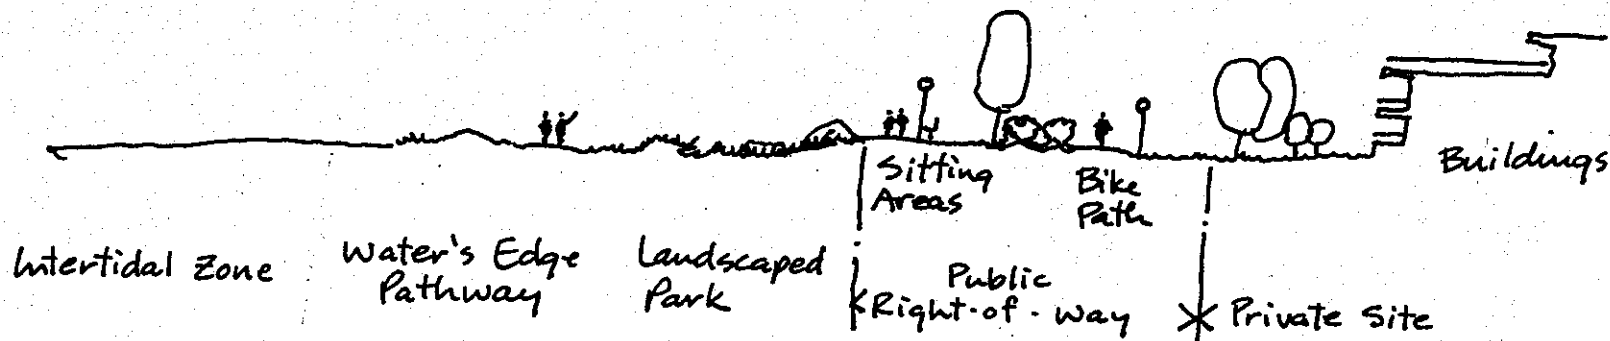 Sitting
Areas
Bike
Path
Buildings
Intertidal Zone
Water's Edge
Pathway
Landscaped
Park
Public
Right-of-way
Private Site